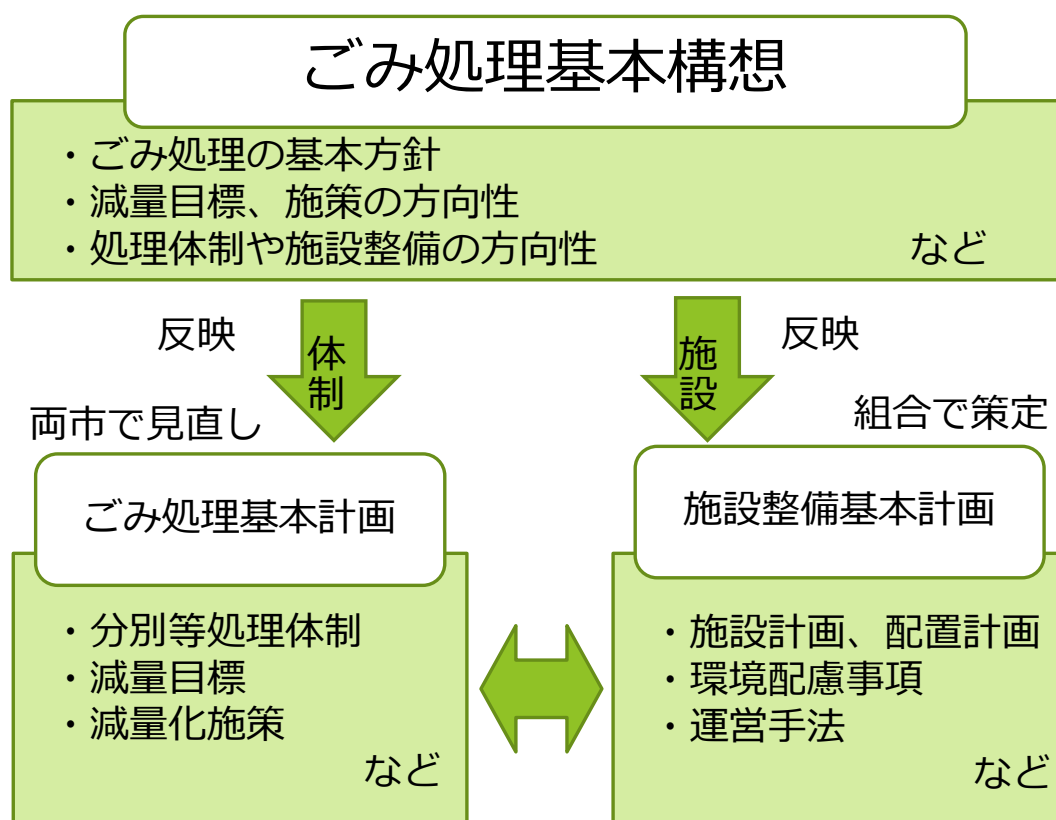 ごみ処理基本構想
・ごみ処理の基本方針
・減量目標、施策の方向性
・処理体制や施設整備の方向性　など
反映
体制
施設
反映
両市で見直し
組合で策定
ごみ処理基本計画
・分別等処理体制
・減量目標
・減量化施策
など
施設整備基本計画
・施設計画、配置計画
・環境配慮事項
・運営手法
など